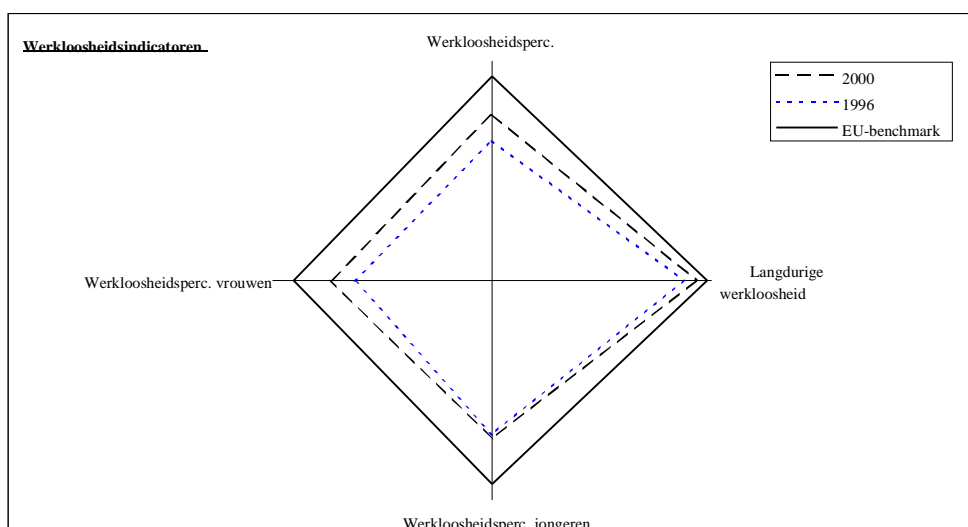 Werkloosheidsindicatoren
Werkloosheidsperc.
2000
1996
EU-benchmark
Werkloosheidsperc. vrouwen
Langdurige
werkloosheid
Werkloosheidsperc. jongeren